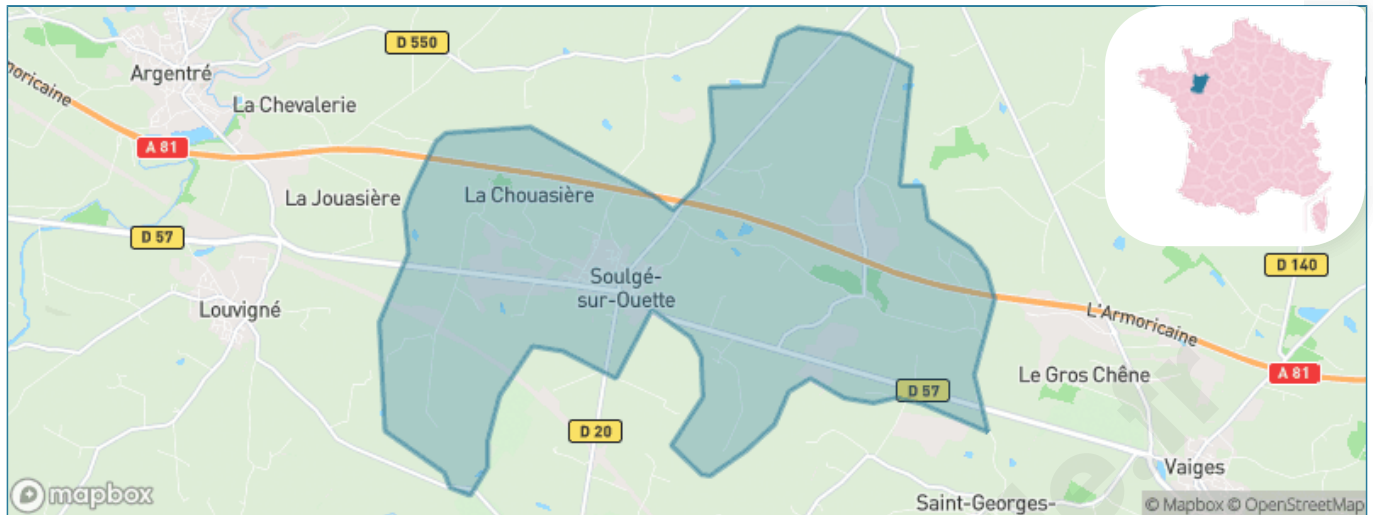 D 550
Argentré
moricaine
La Chevalerie
A 81
La Jouasière
La Chouasière
D 57
D 140
Soulgé-
sur-Ouette
Louvigné
L'Armoricaine
Le Gros Chêne
A 81
D 57
D 20
Vaiges
Saint-Georges-
mapbox
© Mapbox © OpenStreetMap